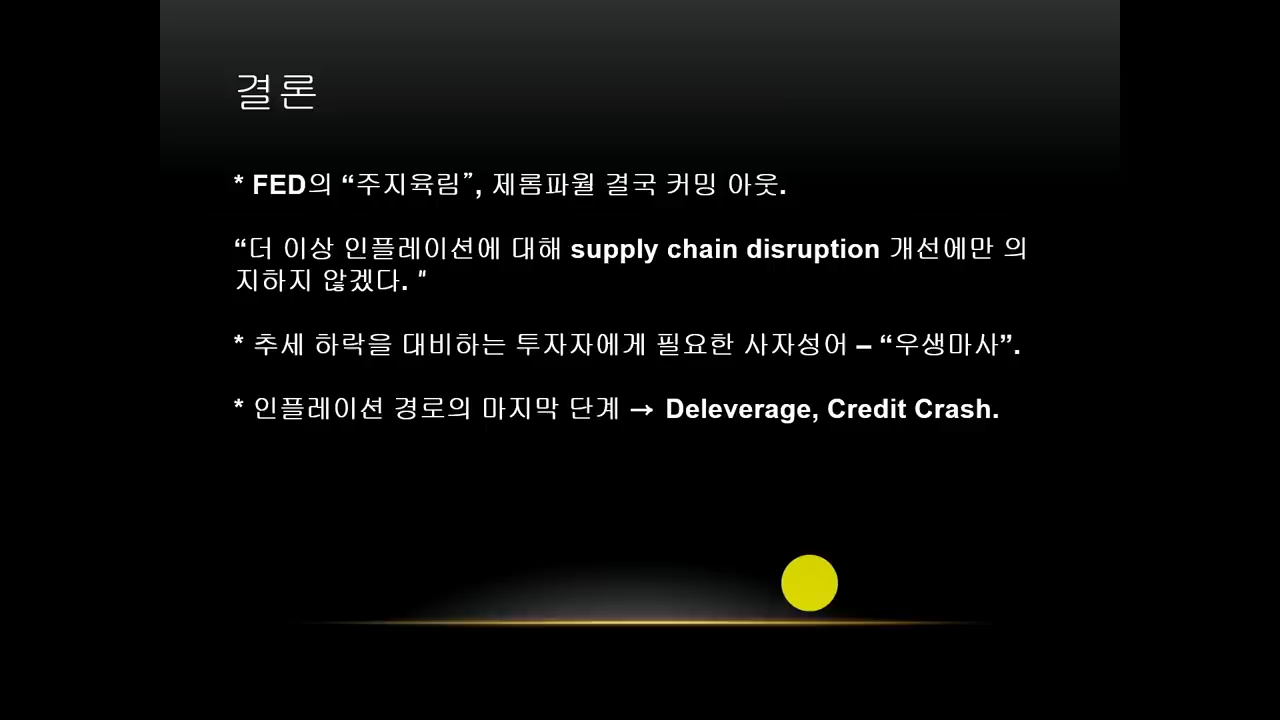 결론
* FED의 “주지육림”, 제롬파월 결국 커밍 아웃.
“더 이상 인플레이션에 대해 supply chain disruption 개선에만 의
지하지 않겠다. "
* 추세 하락을 대비하는 투자자에게 필요한 사자성어 – “우생마사”.
* 인플레이션 경로의 마지막 단계 → Deleverage, Credit Crash.